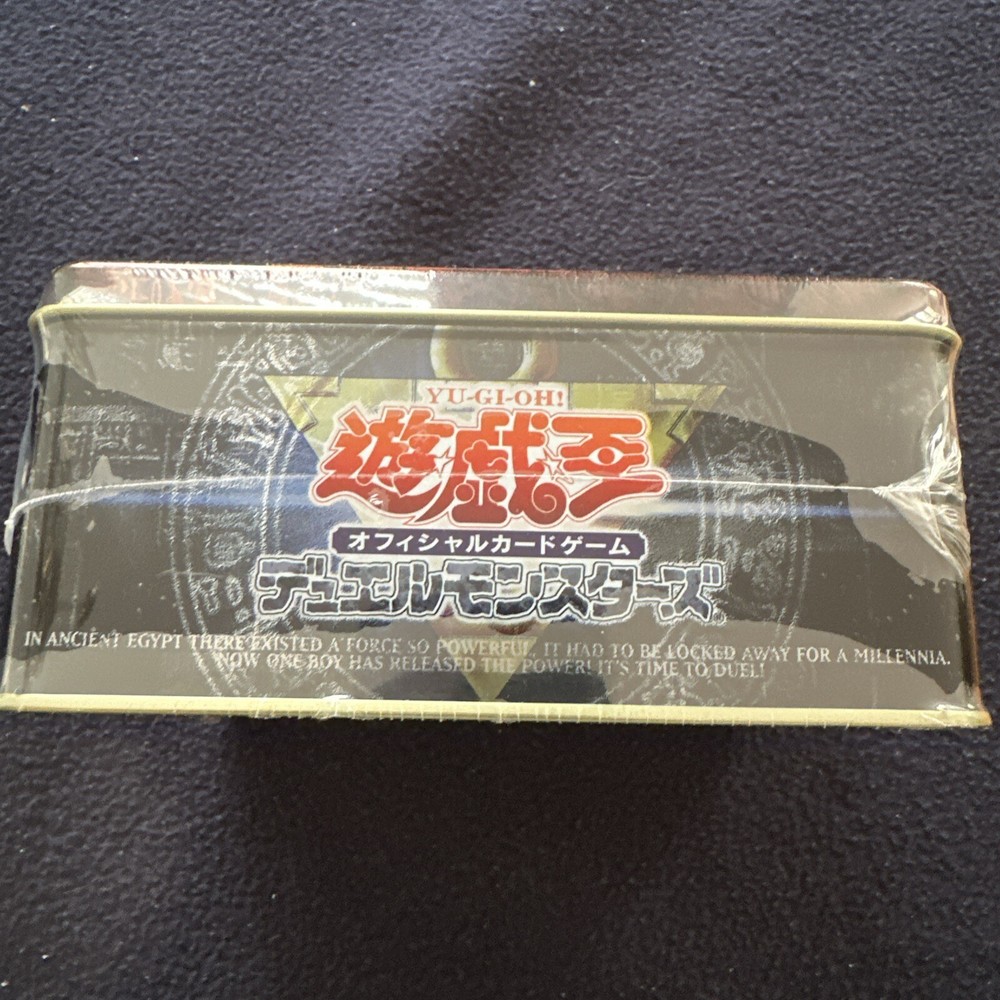 YU-GI-OH!
遊戯王
オフィシャルカードゲーム
デュエルモンスターズ
IN ANCIENT EGYPT THERE EXISTED A FORCE SO POWERFUL, IT HAD TO BE LOCKED AWAY FOR A MILLENNIA.
NOW ONE BOY HAS RELEASED THE POWER! IT'S TIME TO DUEL!